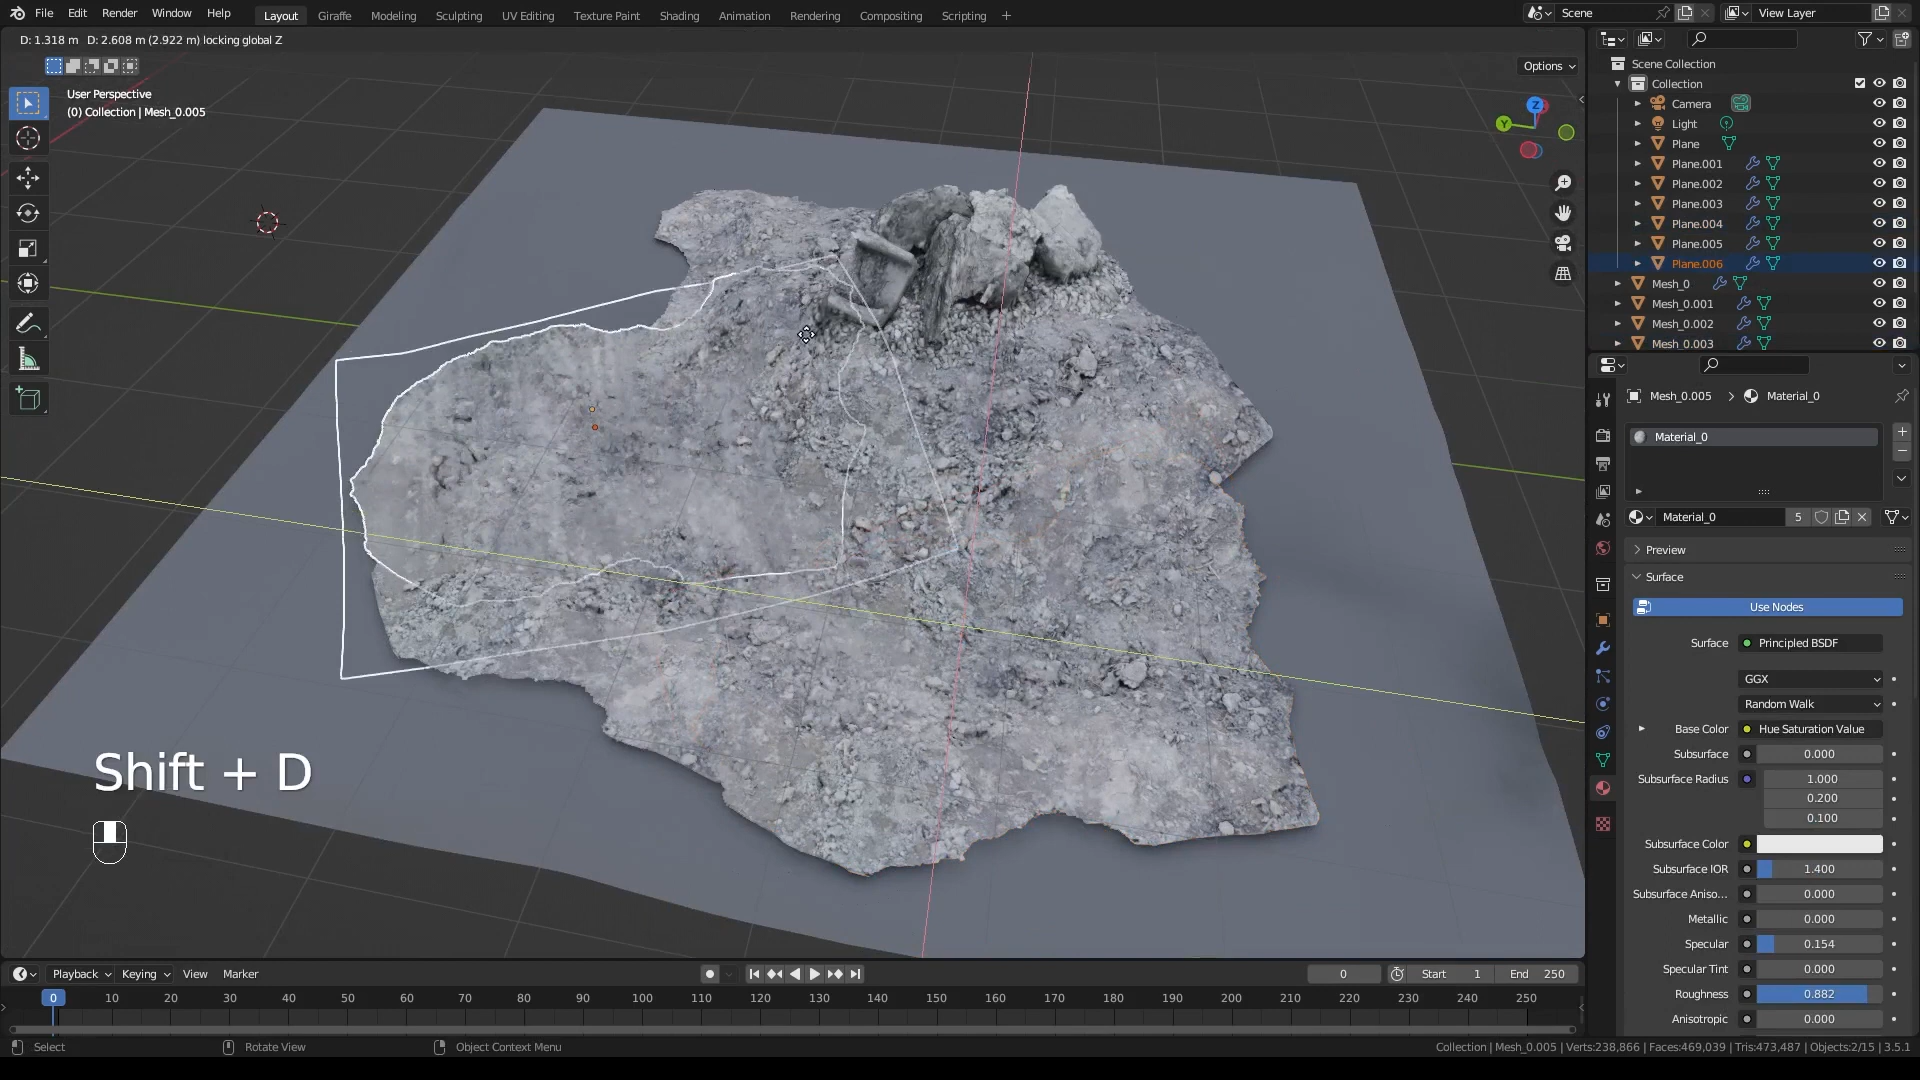 File Edit Render Window Help
Layout Giraffe Modeling Sculpting UV Editing Texture Paint Shading Animation Rendering Compositing Scripting +
Scene
View Layer
D: 1.318 m D: 2.608 m (2.922 m) locking global Z
Options
User Perspective
(0) Collection | Mesh_0.005
Z
Y
Scene Collection
Collection
Camera
Light
Plane
Plane.001
Plane.002
Plane.003
Plane.004
Plane.005
Plane.006
Mesh_0
Mesh_0.001
Mesh_0.002
Mesh_0.003
Mesh_0.005 > Material_0
Material_0
Material_0 5
Preview
Surface
Use Nodes
Surface Principled BSDF
GGX
Random Walk
Base Color Hue Saturation Value
Subsurface 0.000
Subsurface Radius 1.000
0.200
0.100
Subsurface Color
Subsurface IOR 1.400
Subsurface Aniso... 0.000
Metallic 0.000
Specular 0.154
Specular Tint 0.000
Roughness 0.882
Anisotropic 0.000
Shift + D
Playback Keying View Marker
0 Start 1 End 250
0 10 20 30 40 50 60 70 80 90 100 110 120 130 140 150 160 170 180 190 200 210 220 230 240 250
Select Rotate View Object Context Menu
Collection | Mesh_0.005 | Verts:238,866 | Faces:469,039 | Tris:473,487 | Objects:2/15 | 3.5.1